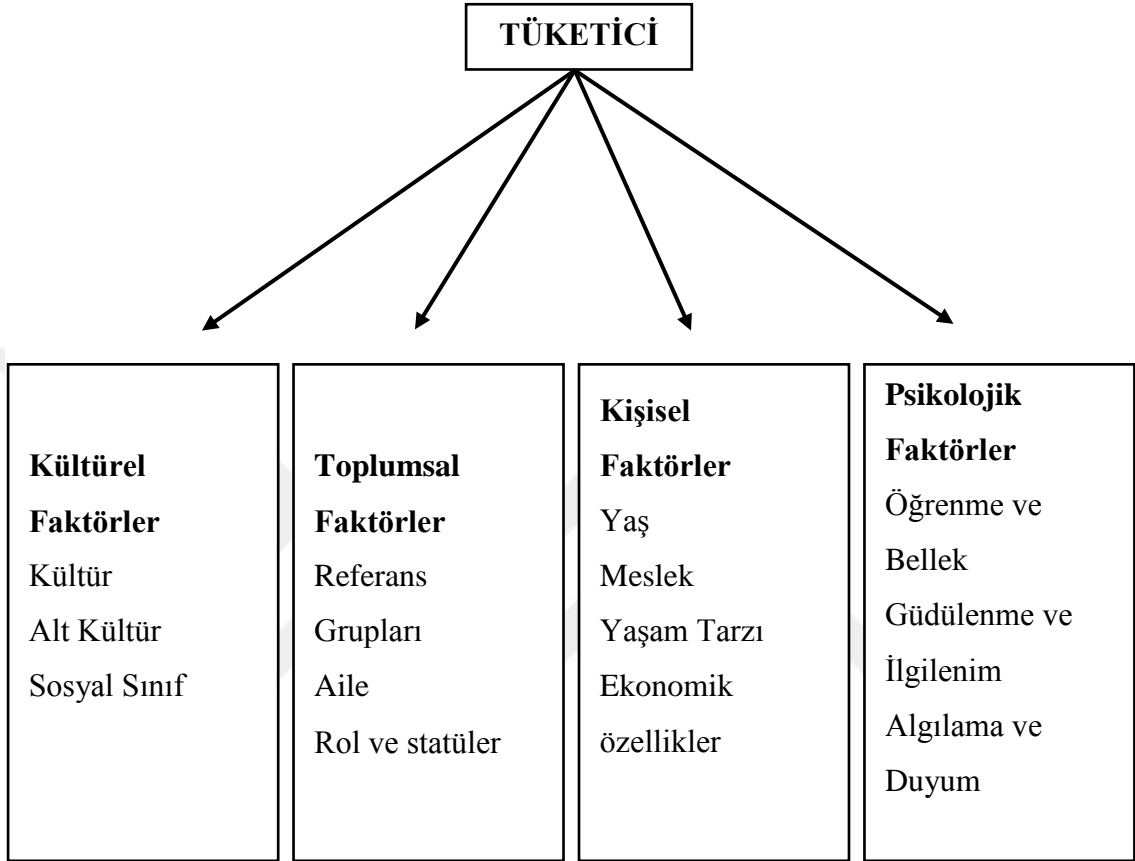 TÜKETİCİ
Kültürel
Faktörler
Kültür
Alt Kültür
Sosyal Sınıf
Toplumsal
Faktörler
Referans
Grupları
Aile
Rol ve statüler
Kişisel
Faktörler
Yaş
Meslek
Yaşam Tarzı
Ekonomik
özellikler
Psikolojik
Faktörler
Öğrenme ve
Bellek
Güdülenme ve
İlgilenim
Algılama ve
Duyum